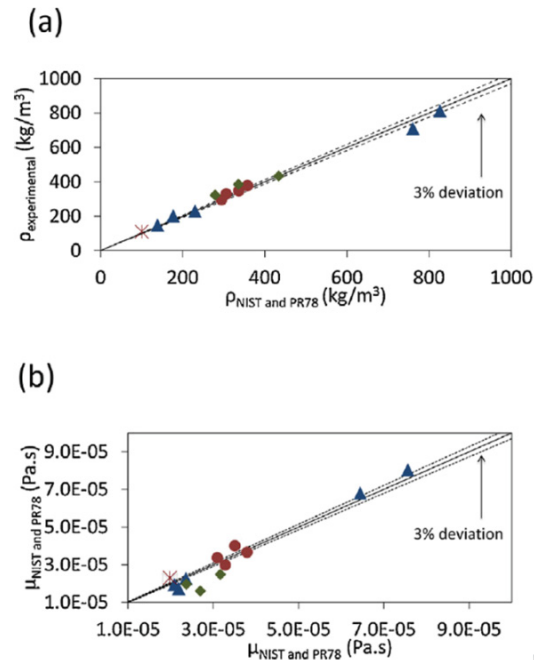 (a)
1000
800
600
400
200
0
ρexperimental (kg/m³)
3% deviation
0 200 400 600 800 1000
ρNIST and PR78 (kg/m³)
(b)
9.0E-05
7.0E-05
5.0E-05
3.0E-05
1.0E-05
μNIST and PR78 (Pa.s)
3% deviation
1.0E-05 3.0E-05 5.0E-05 7.0E-05 9.0E-05
μNIST and PR78 (Pa.s)